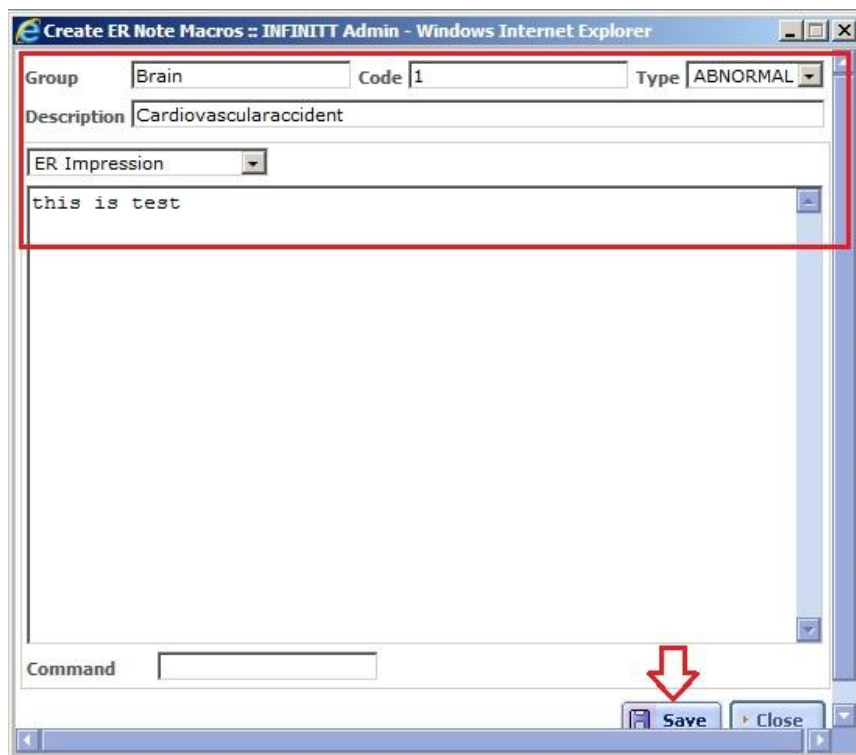 Create ER Note Macros :: INFINITT Admin - Windows Internet Explorer
Group Brain Code 1 Type ABNORMAL
Description Cardiovascularaccident
ER Impression
this is test
Command
Save Close